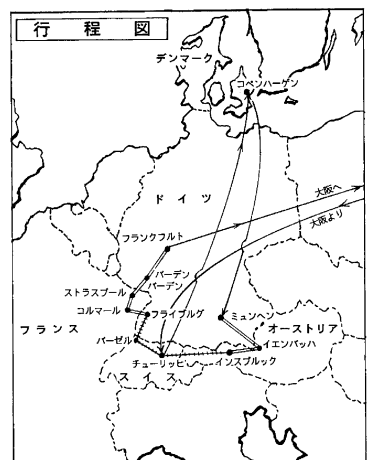 行程図
デンマーク
コペンハーゲン
ドイツ
大阪へ
大阪より
フランクフルト
バーデン
バーデン
ストラスブール
コルマール
フライブルグ
ミュンヘン
オーストリア
フランス
バーゼル
イエンバッハ
チューリッヒ
インスブルック
スイス